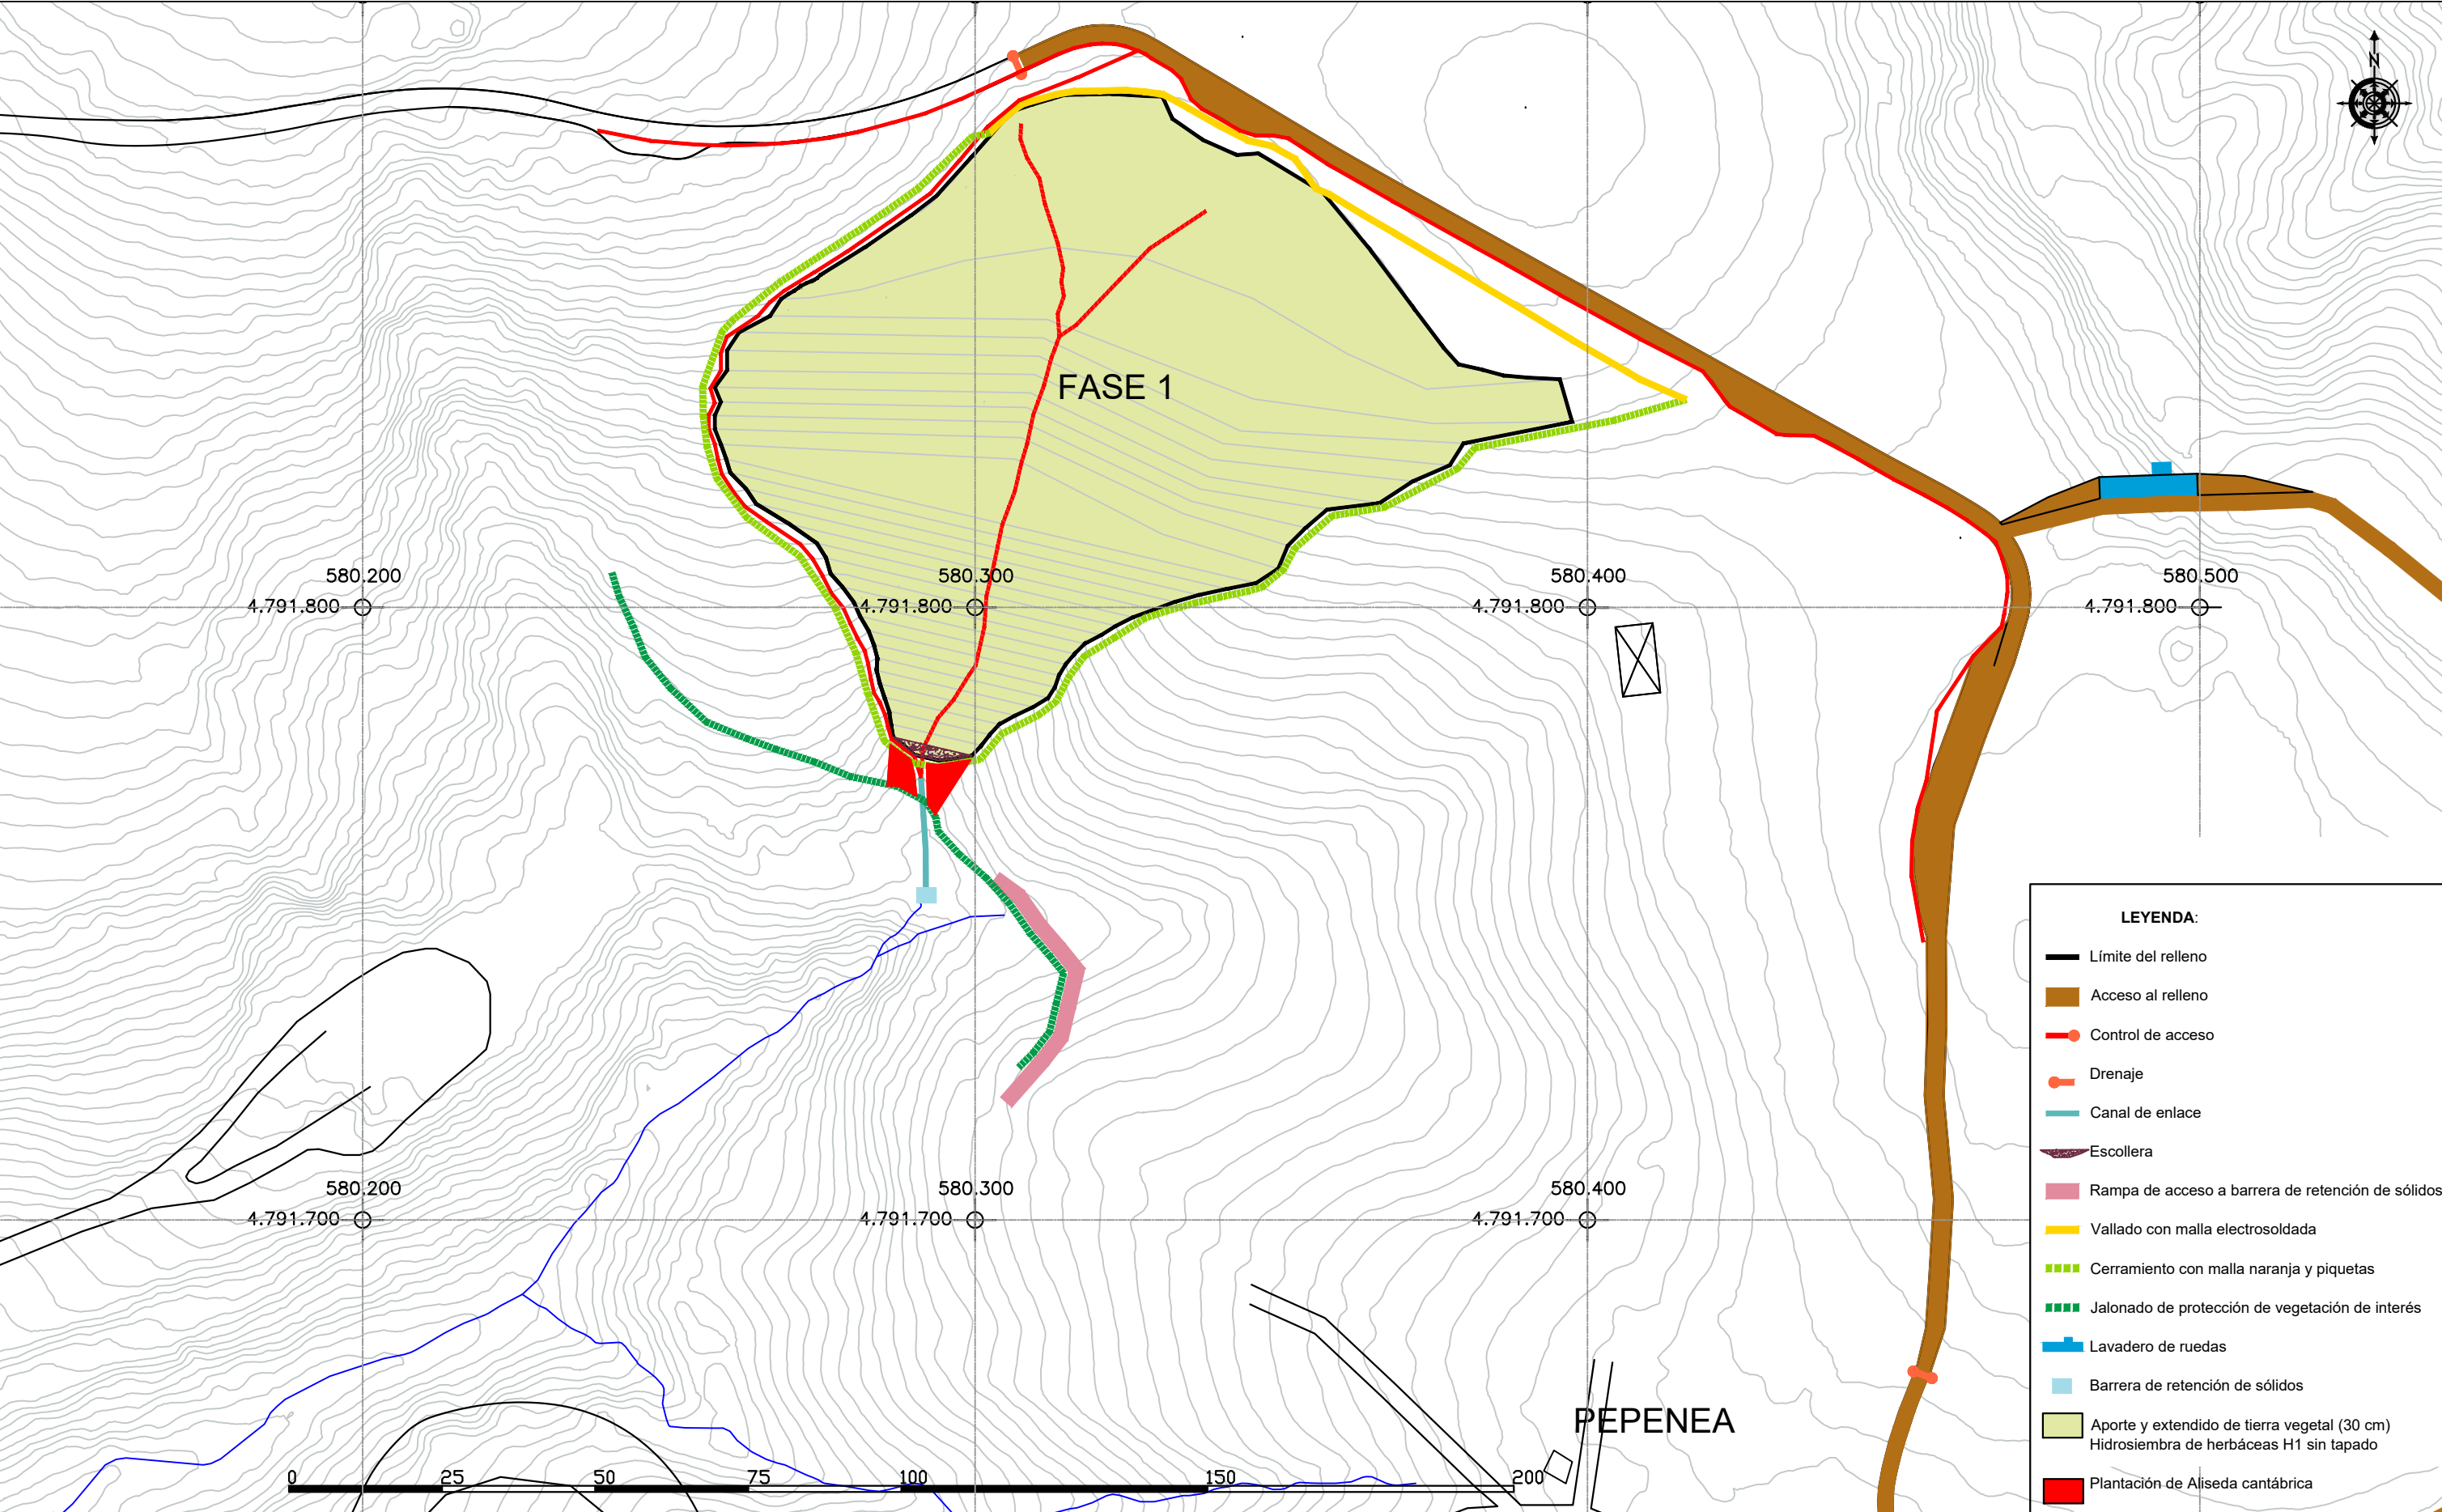 N
FASE 1
580.200
580.300
580.400
580.500
4.791.800
4.791.800
4.791.800
4.791.800
LEYENDA:
Límite del relleno
Acceso al relleno
Control de acceso
Drenaje
Canal de enlace
Escollera
Rampa de acceso a barrera de retención de sólidos
Vallado con malla electrosoldada
Cerramiento con malla naranja y piquetas
Jalonado de protección de vegetación de interés
Lavadero de ruedas
Barrera de retención de sólidos
Aporte y extendido de tierra vegetal (30 cm)
Hidrosiembra de herbáceas H1 sin tapado
Plantación de Aliseda cantábrica
580.200
580.300
580.400
4.791.700
4.791.700
4.791.700
PEPENEA
0 25 50 75 100 150 200